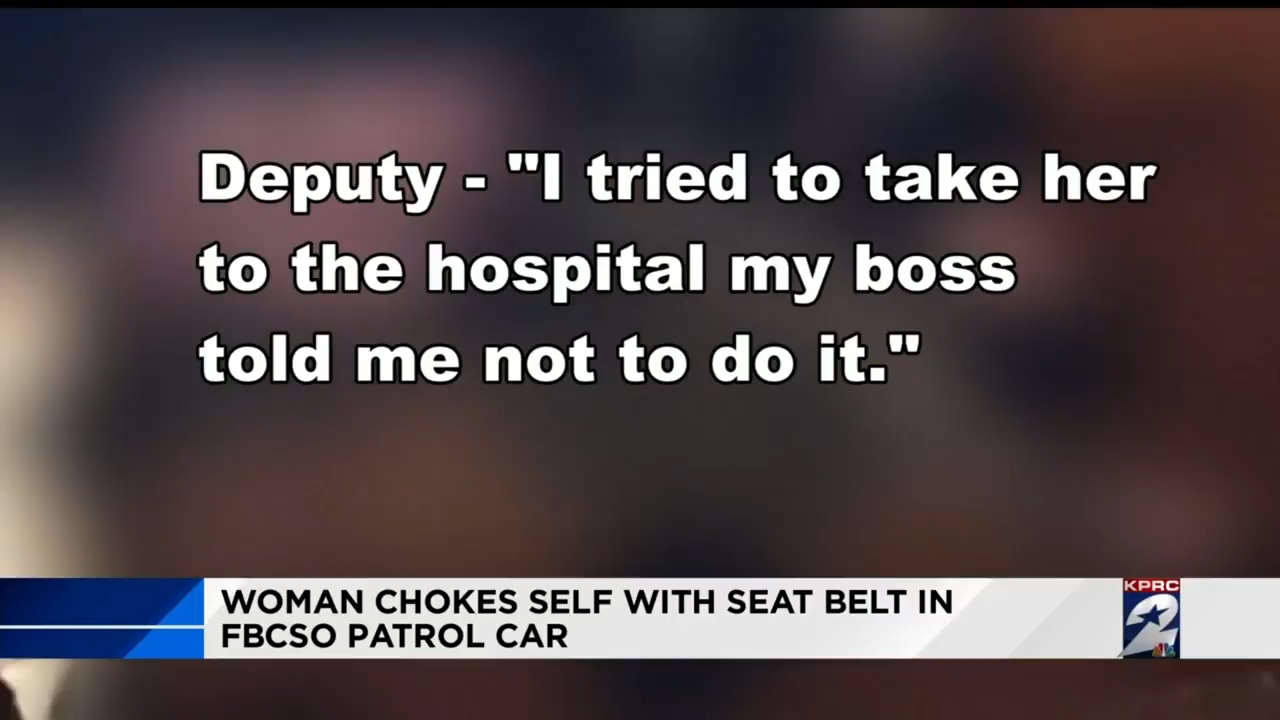 Deputy - "I tried to take her
to the hospital my boss
told me not to do it."
WOMAN CHOKES SELF WITH SEAT BELT IN
FBCSO PATROL CAR
KPRC
2